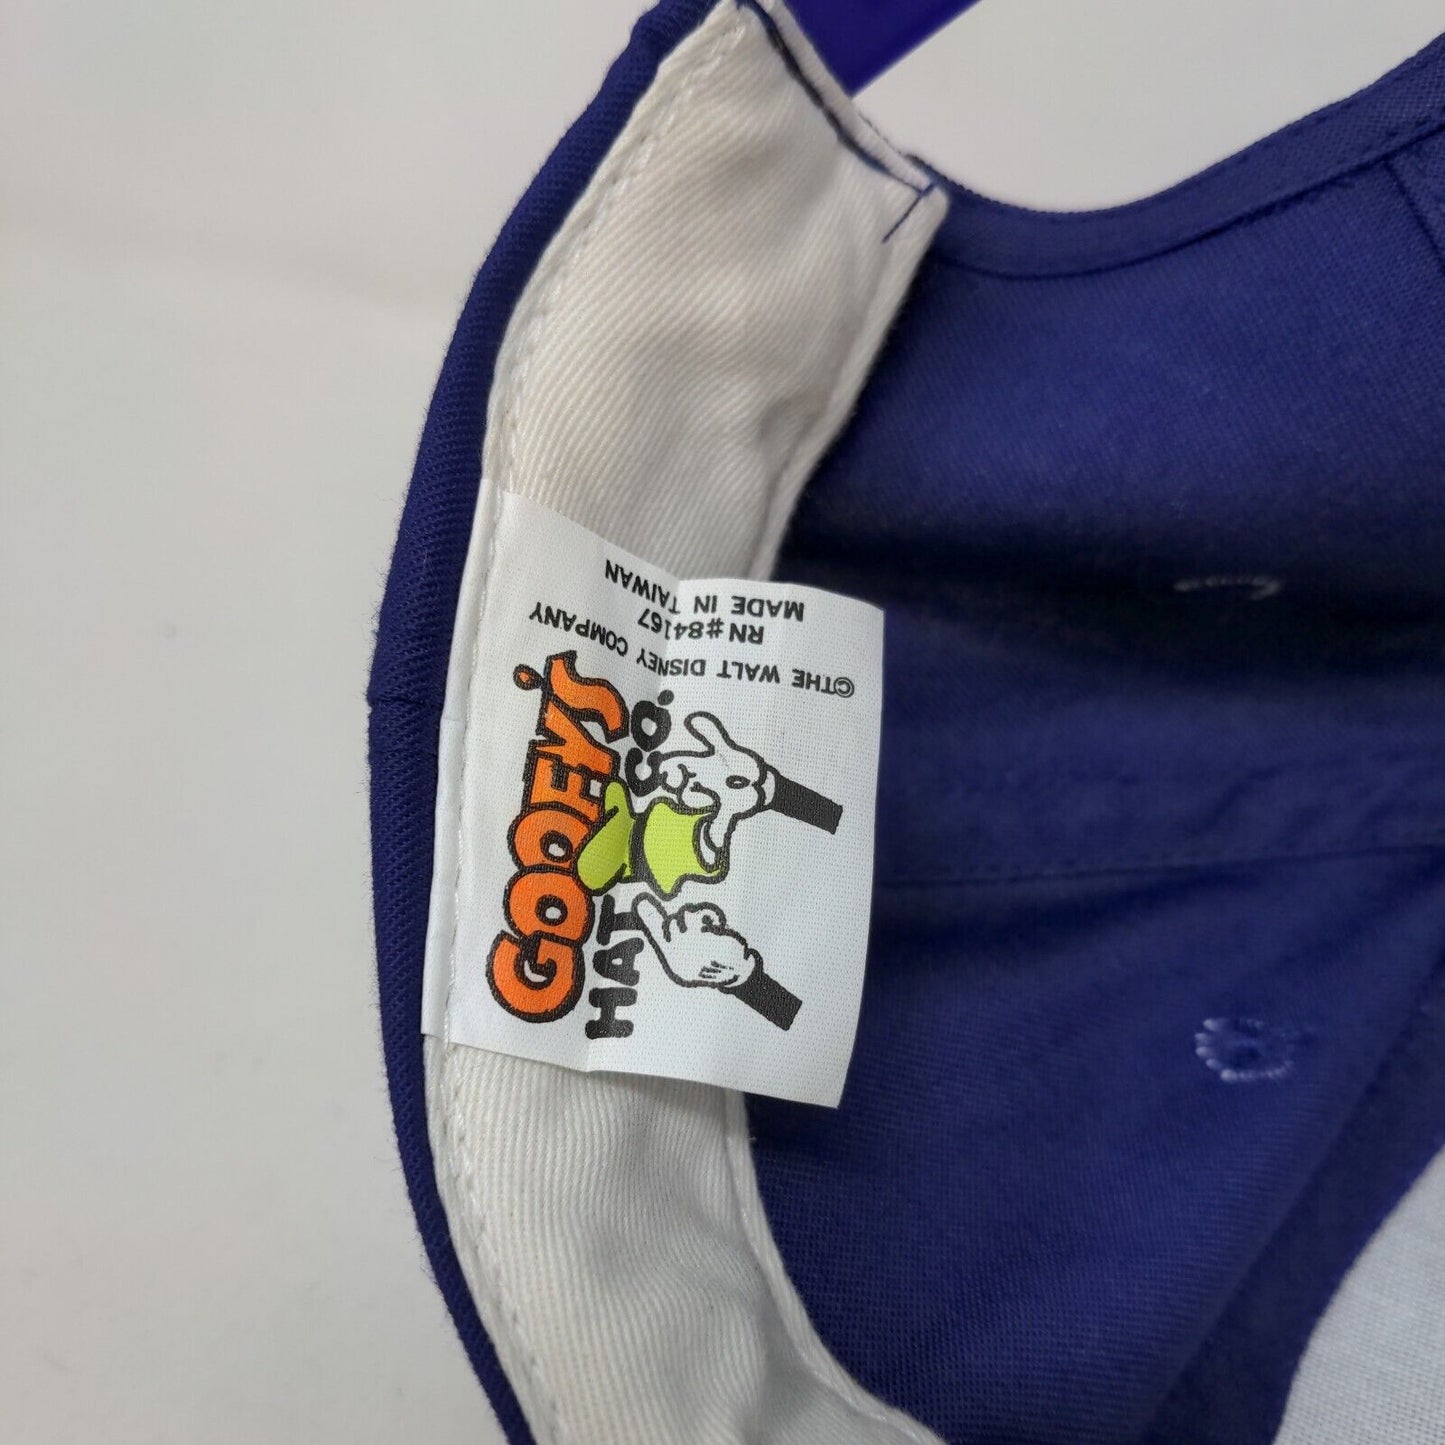 GOOFY'S
HAT CO.
©THE WALT DISNEY COMPANY
RN#84167
MADE IN TAIWAN